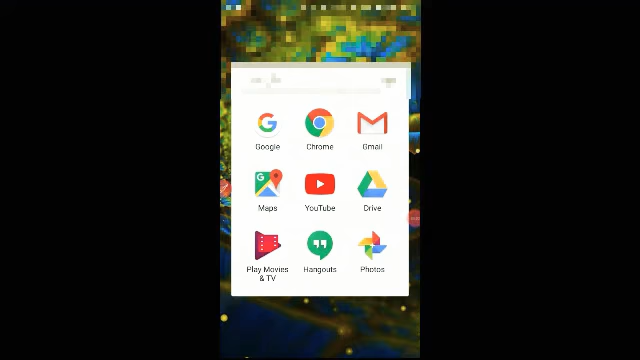 Google Chrome Gmail
Maps YouTube Drive
Play Movies
& TV
Hangouts Photos